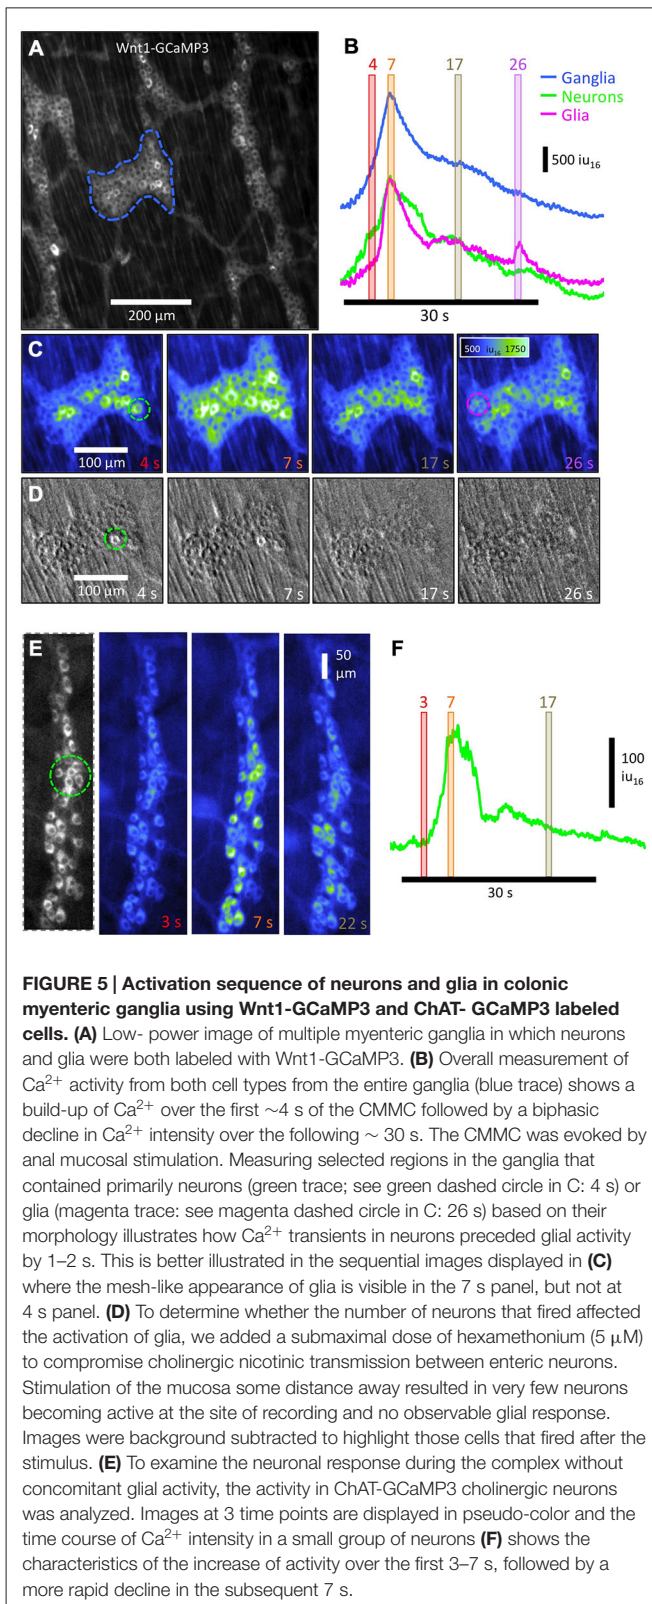 A
Wnt1-GCaMP3
200 µm
B
4 7 17 26
Ganglia
Neurons
Glia
500 iu16
30 s
C
100 µm
4 s
7 s
17 s
500 iu16 1750
26 s
D
100 µm
4 s
7 s
17 s
26 s
E
3 s
7 s
50
µm
22 s
F
3 7 17
100
iu16
30 s
FIGURE 5 | Activation sequence of neurons and glia in colonic
myenteric ganglia using Wnt1-GCaMP3 and ChAT- GCaMP3 labeled
cells. (A) Low- power image of multiple myenteric ganglia in which neurons
and glia were both labeled with Wnt1-GCaMP3. (B) Overall measurement of
Ca2+ activity from both cell types from the entire ganglia (blue trace) shows a
build-up of Ca2+ over the first ∼4 s of the CMMC followed by a biphasic
decline in Ca2+ intensity over the following ∼ 30 s. The CMMC was evoked by
anal mucosal stimulation. Measuring selected regions in the ganglia that
contained primarily neurons (green trace; see green dashed circle in C: 4 s) or
glia (magenta trace: see magenta dashed circle in C: 26 s) based on their
morphology illustrates how Ca2+ transients in neurons preceded glial activity
by 1–2 s. This is better illustrated in the sequential images displayed in (C)
where the mesh-like appearance of glia is visible in the 7 s panel, but not at
4 s panel. (D) To determine whether the number of neurons that fired affected
the activation of glia, we added a submaximal dose of hexamethonium (5 µM)
to compromise cholinergic nicotinic transmission between enteric neurons.
Stimulation of the mucosa some distance away resulted in very few neurons
becoming active at the site of recording and no observable glial response.
Images were background subtracted to highlight those cells that fired after the
stimulus. (E) To examine the neuronal response during the complex without
concomitant glial activity, the activity in ChAT-GCaMP3 cholinergic neurons
was analyzed. Images at 3 time points are displayed in pseudo-color and the
time course of Ca2+ intensity in a small group of neurons (F) shows the
characteristics of the increase of activity over the first 3–7 s, followed by a
more rapid decline in the subsequent 7 s.